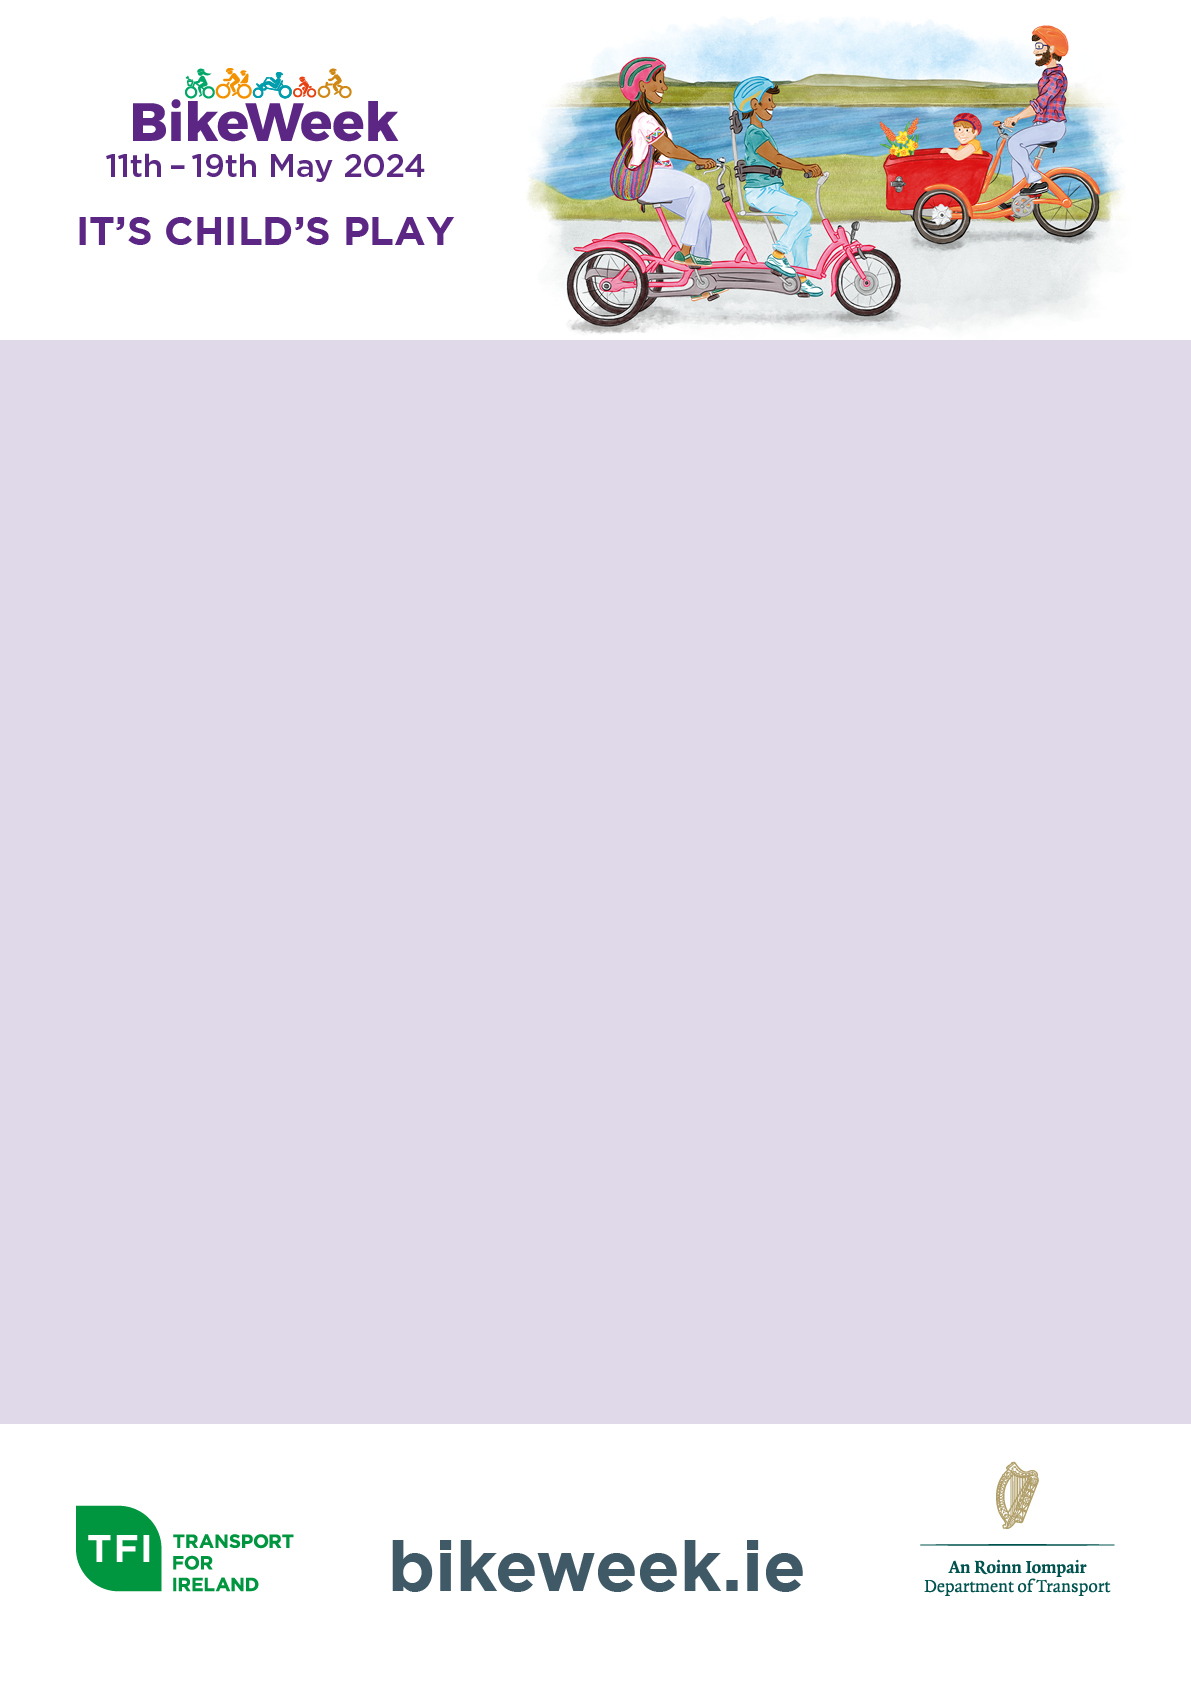 BikeWeek
11th – 19th May 2024
IT’S CHILD’S PLAY
TFI
TRANSPORT
FOR
IRELAND
bikeweek.ie
An Roinn Iompair
Department of Transport